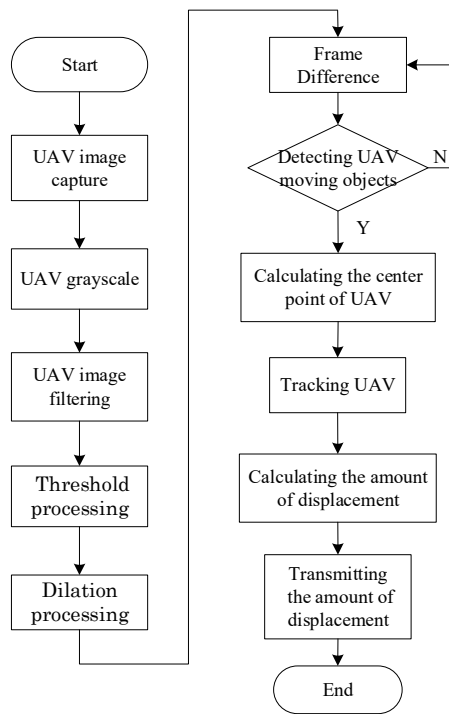 Start
UAV image
capture
UAV grayscale
UAV image
filtering
Threshold
processing
Dilation
processing
Frame
Difference
Detecting UAV
moving objects
N
Y
Calculating the center
point of UAV
Tracking UAV
Calculating the amount
of displacement
Transmitting
the amount of
displacement
End